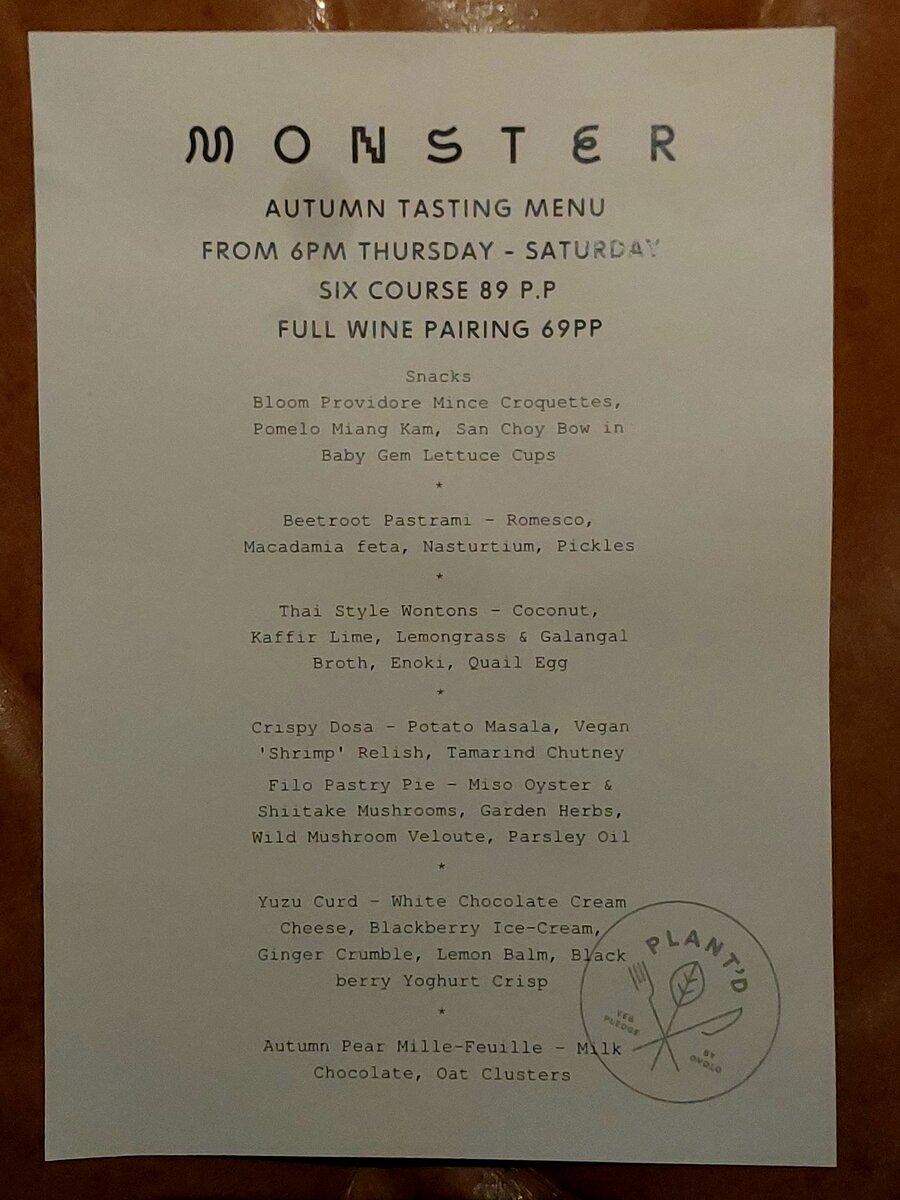 MONSTER
AUTUMN TASTING MENU
FROM 6PM THURSDAY - SATURDAY
SIX COURSE 89 P.P
FULL WINE PAIRING 69PP
Snacks
Bloom Providore Mince Croquettes,
Pomelo Miang Kam, San Choy Bow in
Baby Gem Lettuce Cups
*
Beetroot Pastrami – Romesco,
Macadamia feta, Nasturtium, Pickles
*
Thai Style Wontons – Coconut,
Kaffir Lime, Lemongrass & Galangal
Broth, Enoki, Quail Egg
*
Crispy Dosa – Potato Masala, Vegan
'Shrimp' Relish, Tamarind Chutney
Filo Pastry Pie – Miso Oyster &
Shiitake Mushrooms, Garden Herbs,
Wild Mushroom Veloute, Parsley Oil
*
Yuzu Curd – White Chocolate Cream
Cheese, Blackberry Ice-Cream,
Ginger Crumble, Lemon Balm, Black
berry Yoghurt Crisp
*
Autumn Pear Mille-Feuille – Milk
Chocolate, Oat Clusters
PLANT'D
VEG
PLEDGE
BY
OVOLO